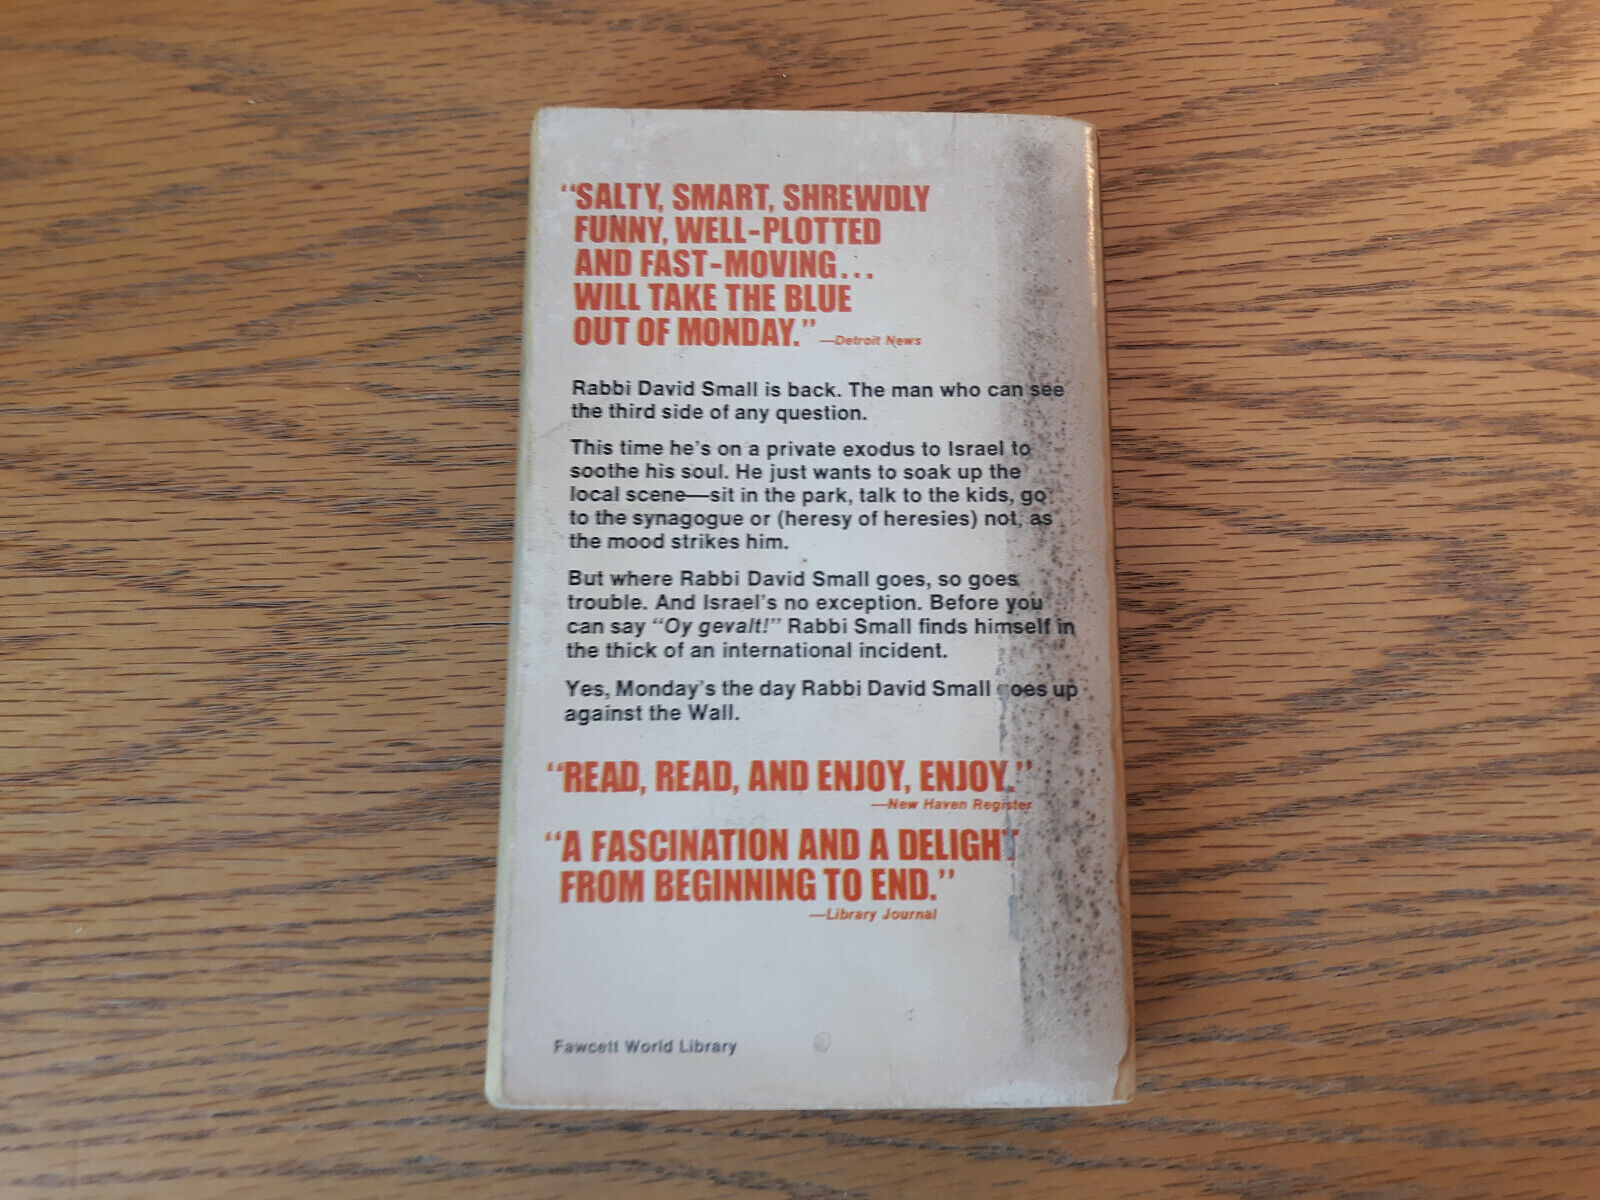 “SALTY, SMART, SHREWDLY
FUNNY, WELL-PLOTTED
AND FAST-MOVING...
WILL TAKE THE BLUE
OUT OF MONDAY.” —Detroit News
Rabbi David Small is back. The man who can see
the third side of any question.
This time he's on a private exodus to Israel to
soothe his soul. He just wants to soak up the
local scene—sit in the park, talk to the kids, go
to the synagogue or (heresy of heresies) not, as
the mood strikes him.
But where Rabbi David Small goes, so goes
trouble. And Israel's no exception. Before you
can say “Oy gevalt!” Rabbi Small finds himself in
the thick of an international incident.
Yes, Monday's the day Rabbi David Small goes up
against the Wall.
“READ, READ, AND ENJOY, ENJOY.”
—New Haven Register
“A FASCINATION AND A DELIGHT
FROM BEGINNING TO END.”
—Library Journal
Fawcett World Library